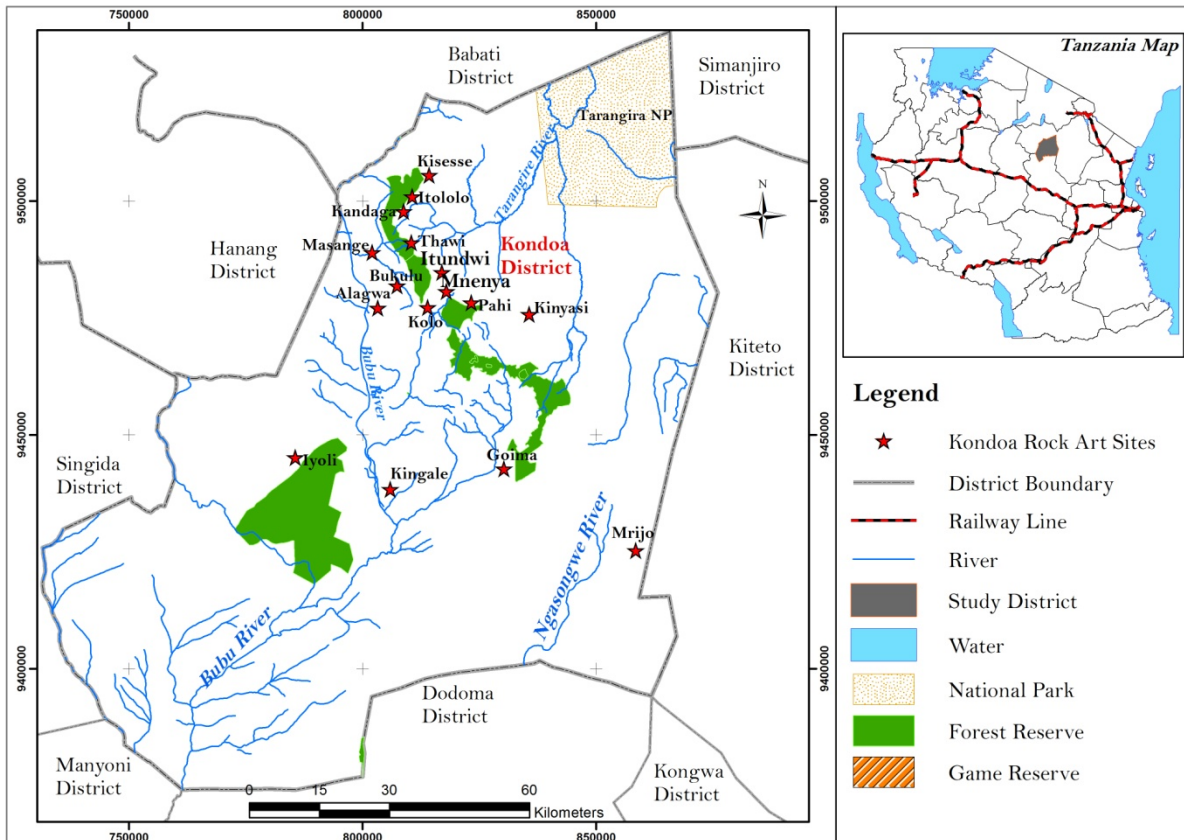 750000 800000 850000
Babati
District
Simanjiro
District
Tarangira NP
Kisesse
Itololo
Kandaga
Tarangire River
N
9500000
9500000
Hanang
District
Masange
Thawi
Itundwi
Kondoa
District
Bukulu
Mnenya
Alagwa
Kolo
Pahi
Kinyasi
Bubu River
Kiteto
District
9450000
9450000
Singida
District
Iyoli
Kingale
Goima
Mrijo
Ngasongwe River
Bubu River
9400000
9400000
Dodoma
District
Manyoni
District
Kongwa
District
0 15 30 60
Kilometers
750000 800000 850000
Tanzania Map
Legend
Kondoa Rock Art Sites
District Boundary
Railway Line
River
Study District
Water
National Park
Forest Reserve
Game Reserve